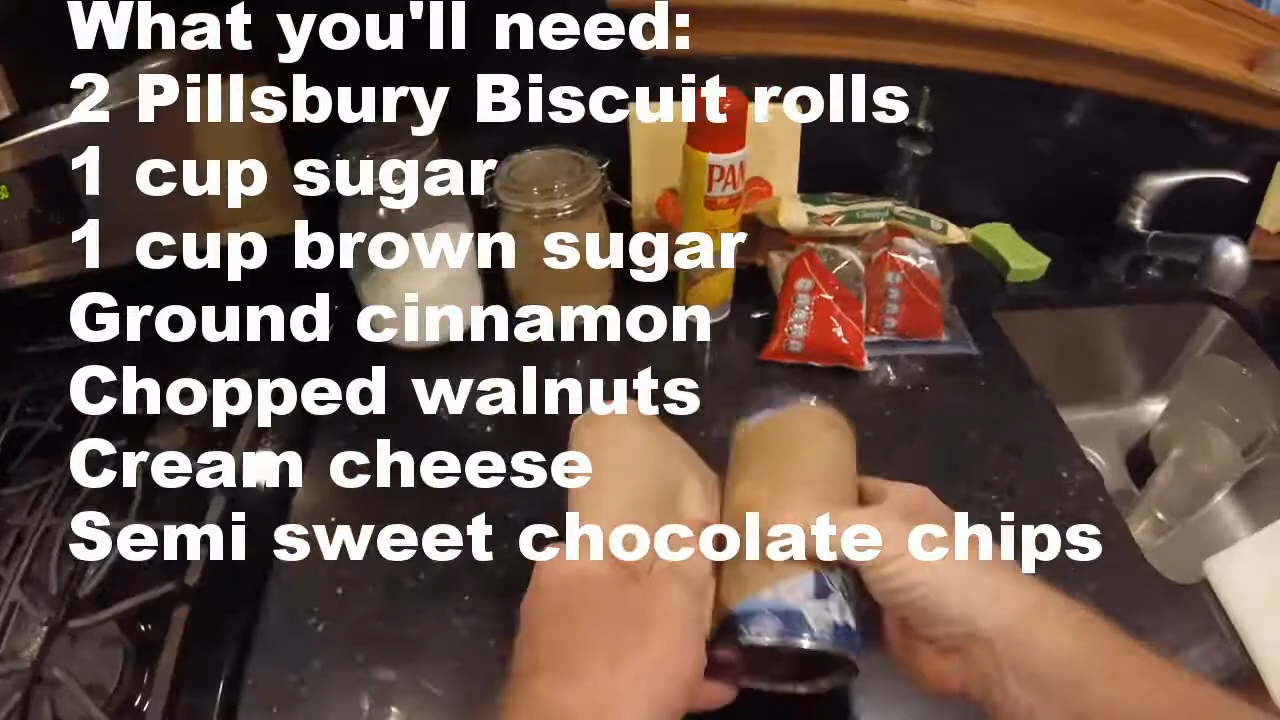 What you'll need:
2 Pillsbury Biscuit rolls
1 cup sugar
1 cup brown sugar
Ground cinnamon
Chopped walnuts
Cream cheese
Semi sweet chocolate chips
PAM